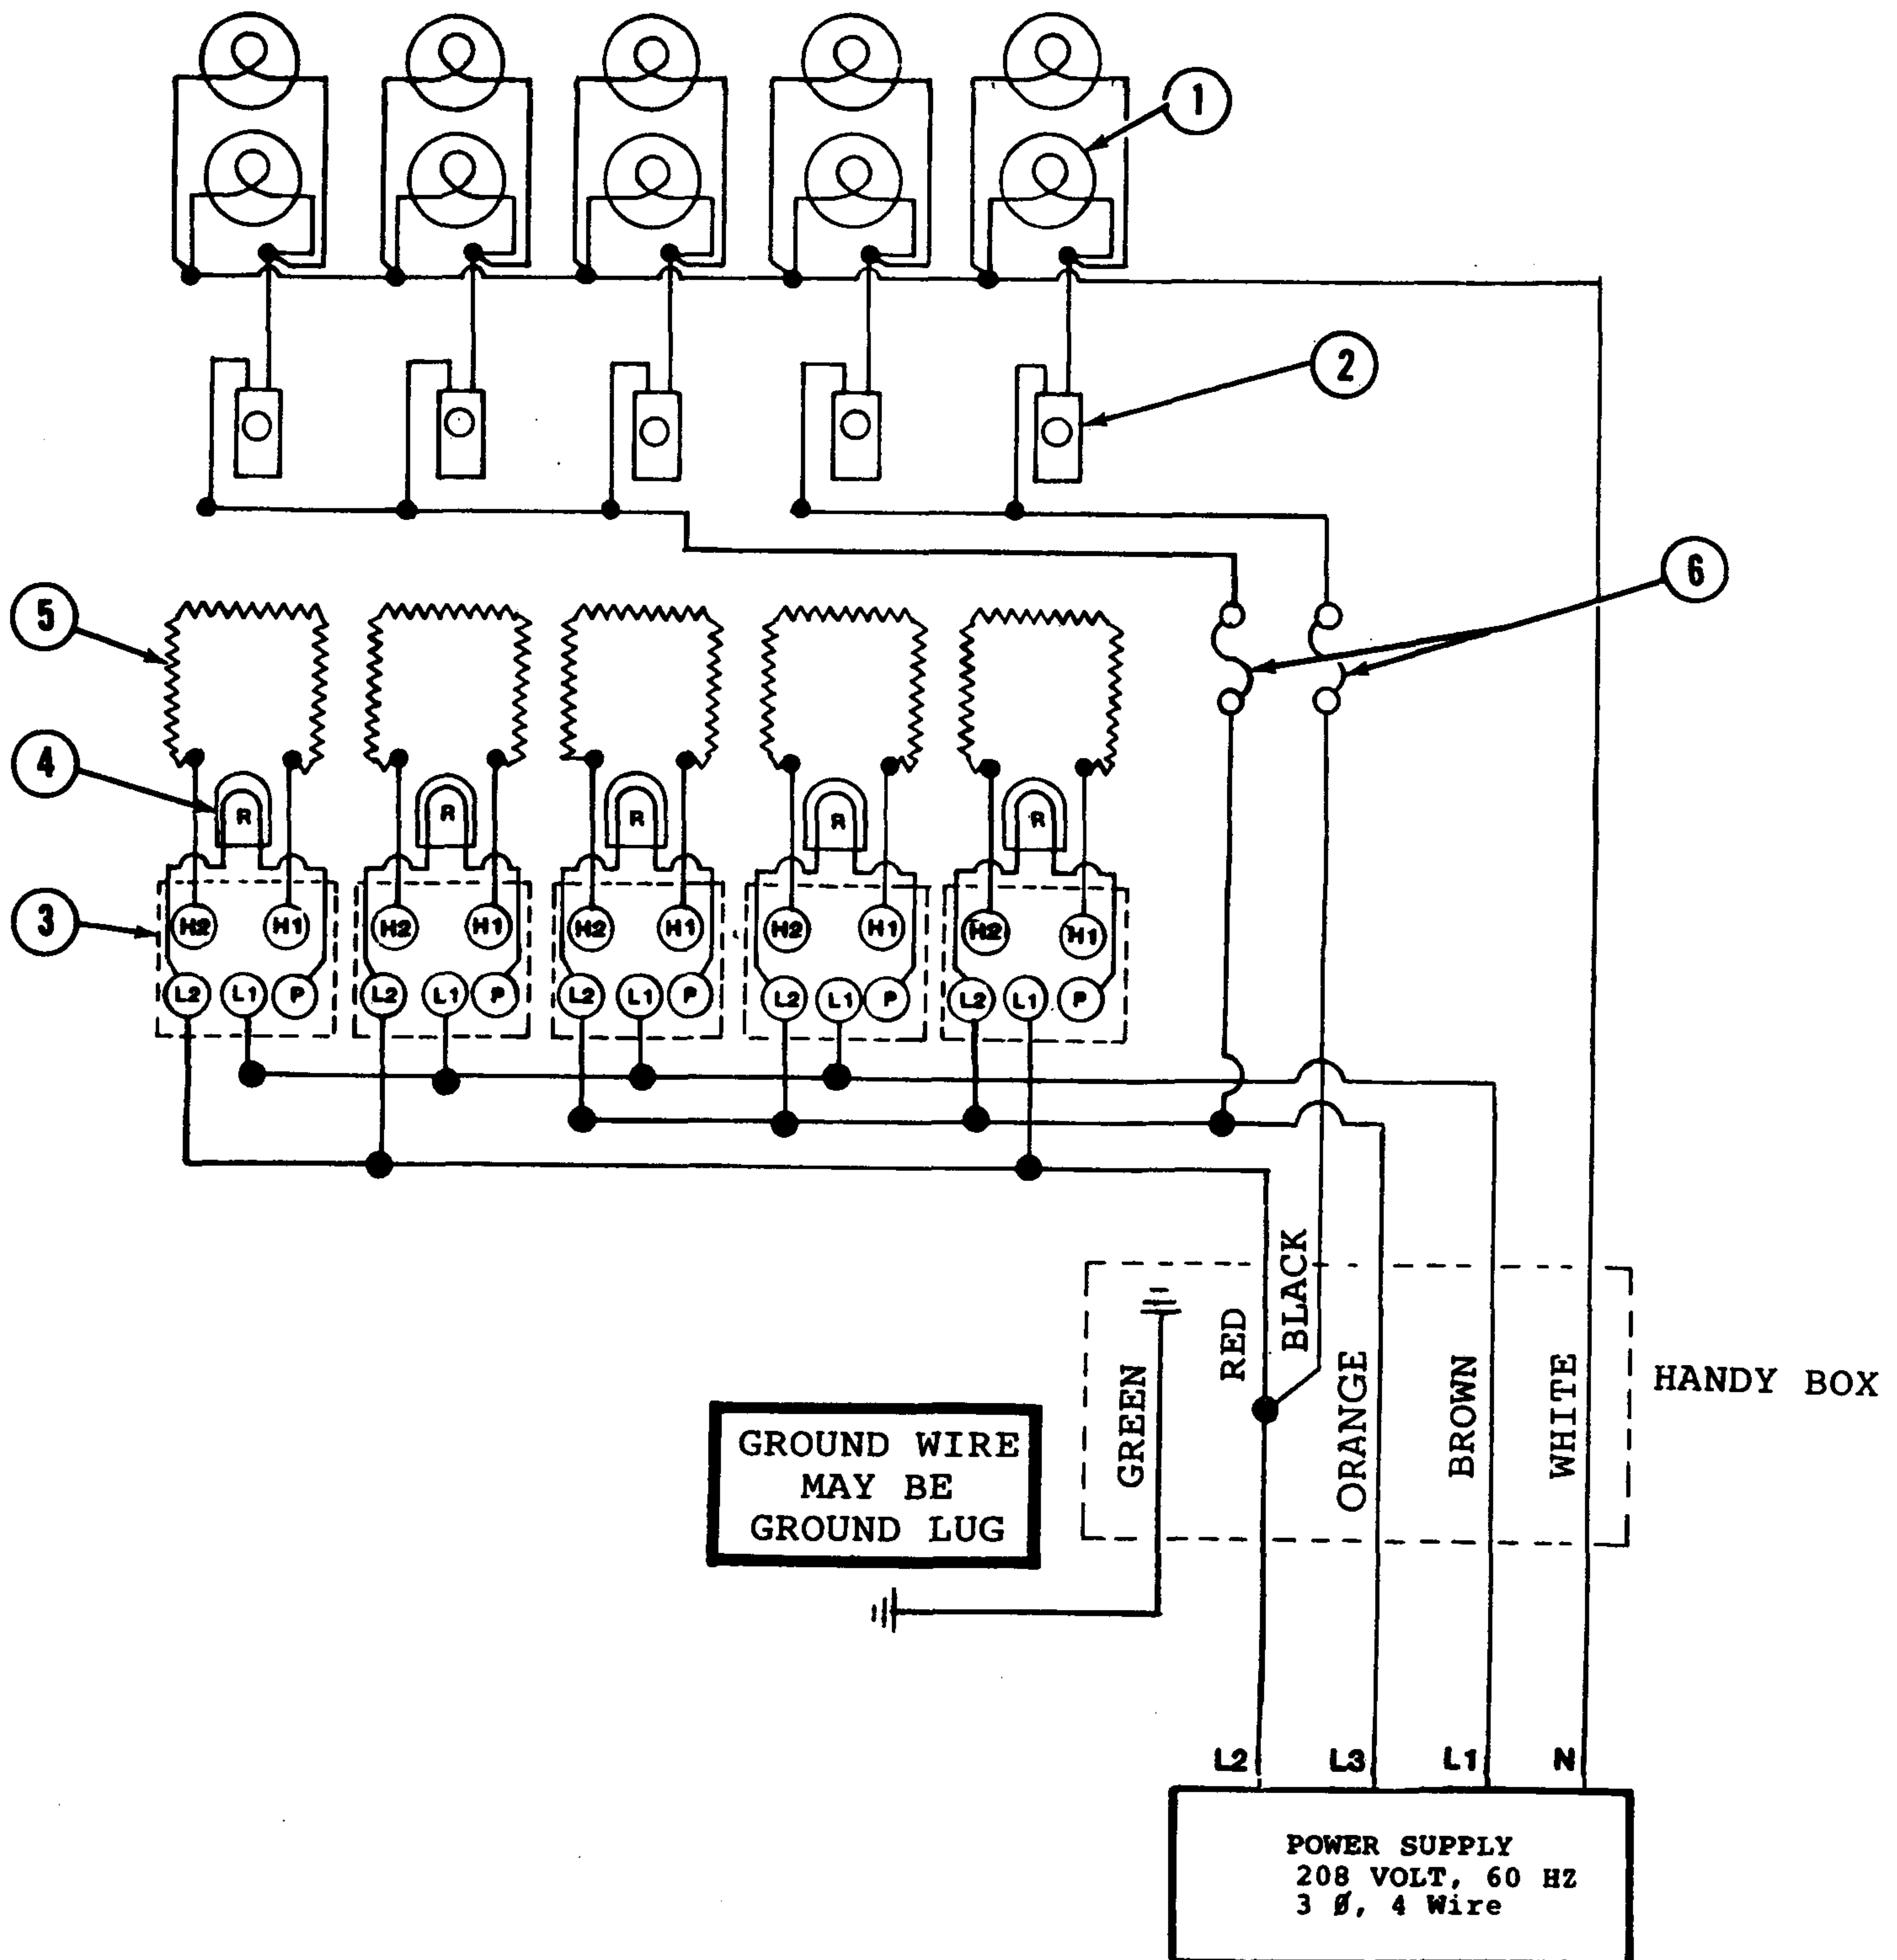 1
2
6
5
4
R R R R R
3
H2 H1 H2 H1 H2 H1 H2 H1 H2 H1
L2 L1 P L2 L1 P L2 L1 P L2 L1 P L2 L1 P
GREEN
RED
BLACK
ORANGE
BROWN
WHITE
HANDY BOX
GROUND WIRE
MAY BE
GROUND LUG
L2 L3 L1 N
POWER SUPPLY
208 VOLT, 60 HZ
3 Ø, 4 Wire